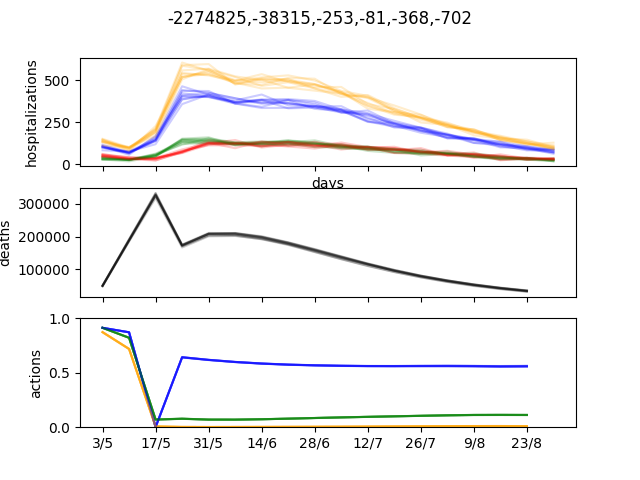 -2274825,-38315,-253,-81,-368,-702
hospitalizations
500
250
0
days
deaths
300000
200000
100000
actions
1.0
0.5
0.0
3/5 17/5 31/5 14/6 28/6 12/7 26/7 9/8 23/8